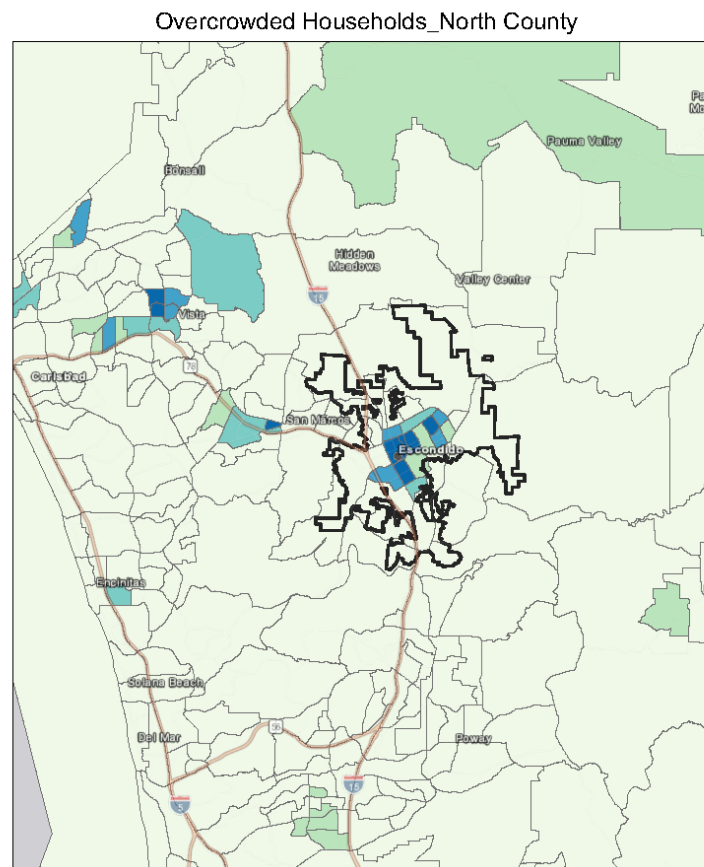 Overcrowded Households_North County
Pauma Valley
Bonsall
Hidden
Meadows
Valley Center
15
Vista
78
Carlsbad
San Marcos
Escondido
Encinitas
Solana Beach
56
Del Mar
Poway
15
5